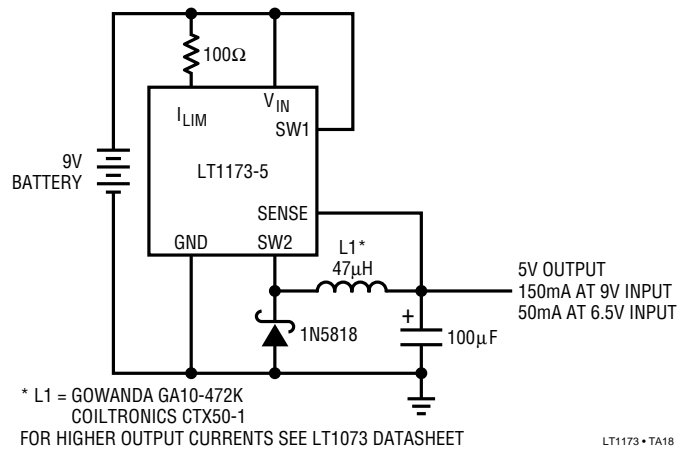 100Ω
I LIM
V IN
SW1
9V
BATTERY
LT1173-5
SENSE
GND
SW2
L1*
47μH
5V OUTPUT
150mA AT 9V INPUT
50mA AT 6.5V INPUT
+
1N5818
100μF
* L1 = GOWANDA GA10-472K
COILTRONICS CTX50-1
FOR HIGHER OUTPUT CURRENTS SEE LT1073 DATASHEET
LT1173 • TA18